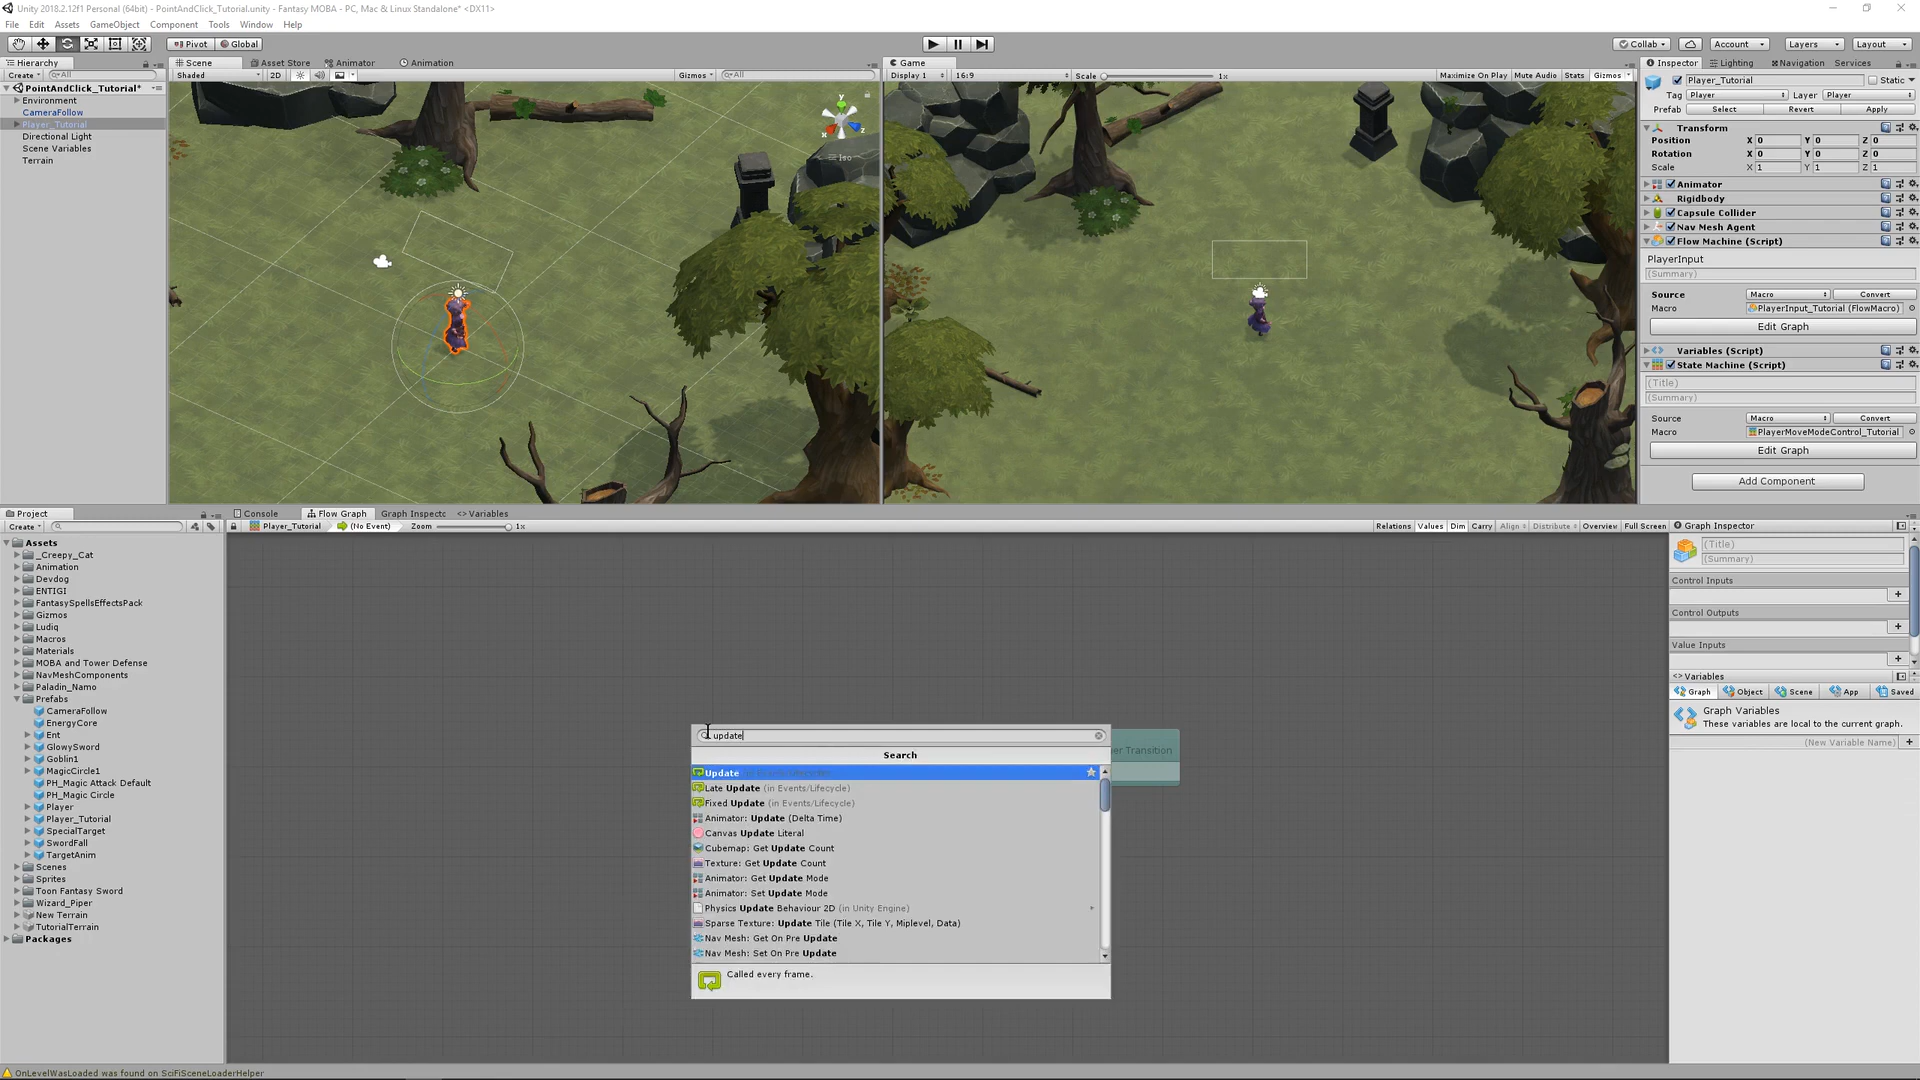 Unity 2018.2.12f1 Personal (64bit) - PointAndClick_Tutorial.unity - Fantasy MOBA - PC, Mac & Linux Standalone* <DX11>
File Edit Assets GameObject Component Tools Window Help
Pivot Global Collab Account Layers Layout
Hierarchy
Create All
PointAndClick_Tutorial*
Environment
CameraFollow
Player_Tutorial
Directional Light
Scene Variables
Terrain
Scene Asset Store Animator Animation
Shaded 2D Gizmos All
y
x
z
Iso
Game
Display 1 16:9 Scale 1x Maximize On Play Mute Audio Stats Gizmos
Inspector Lighting Navigation Services
Player_Tutorial Static
Tag Player Layer Player
Prefab Select Revert Apply
Transform
Position X 0 Y 0 Z 0
Rotation X 0 Y 0 Z 0
Scale X 1 Y 1 Z 1
Animator
Rigidbody
Capsule Collider
Nav Mesh Agent
Flow Machine (Script)
PlayerInput
(Summary)
Source Macro Convert
Macro PlayerInput_Tutorial (FlowMacro)
Edit Graph
Variables (Script)
State Machine (Script)
(Title)
(Summary)
Source Macro Convert
Macro PlayerMoveModeControl_Tutorial
Edit Graph
Add Component
Project
Create
Assets
_Creepy_Cat
Animation
Devdog
ENTIGI
FantasySpellsEffectsPack
Gizmos
Ludiq
Macros
Materials
MOBA and Tower Defense
NavMeshComponents
Paladin_Namo
Prefabs
CameraFollow
EnergyCore
Ent
GlowySword
Goblin1
MagicCircle1
PH_Magic Attack Default
PH_Magic Circle
Player
Player_Tutorial
SpecialTarget
SwordFall
TargetAnim
Scenes
Sprites
Toon Fantasy Sword
Wizard_Piper
New Terrain
TutorialTerrain
Packages
Console Flow Graph Graph Inspectc Variables
Player_Tutorial (No Event) Zoom 1x Relations Values Dim Carry Align Distribute Overview Full Screen
update
Search
Update
Late Update (in Events/Lifecycle)
Fixed Update (in Events/Lifecycle)
Animator: Update (Delta Time)
Canvas Update Literal
Cubemap: Get Update Count
Texture: Get Update Count
Animator: Get Update Mode
Animator: Set Update Mode
Physics Update Behaviour 2D (in Unity Engine)
Sparse Texture: Update Tile (Tile X, Tile Y, Miplevel, Data)
Nav Mesh: Get On Pre Update
Nav Mesh: Set On Pre Update
Called every frame.
er Transition
Graph Inspector
(Title)
(Summary)
Control Inputs
Control Outputs
Value Inputs
Variables
Graph Object Scene App Saved
Graph Variables
These variables are local to the current graph.
(New Variable Name)
OnLevelWasLoaded was found on SciFiSceneLoaderHelper